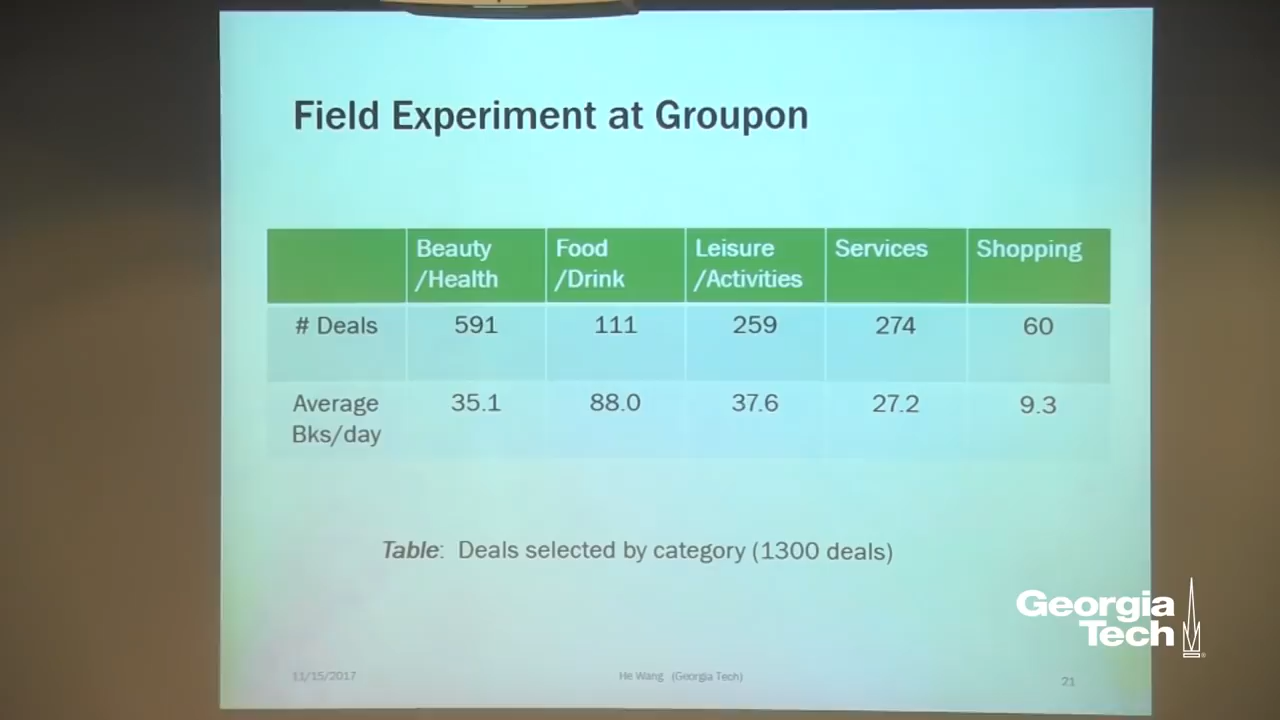 Field Experiment at Groupon
Beauty
/Health
Food
/Drink
Leisure
/Activities
Services
Shopping
# Deals
591
111
259
274
60
Average
Bks/day
35.1
88.0
37.6
27.2
9.3
Table: Deals selected by category (1300 deals)
Georgia
Tech
11/15/2017
He Wang (Georgia Tech)
21